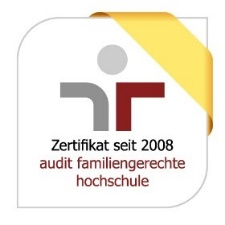 Zertifikat seit 2008
audit familiengerechte
hochschule